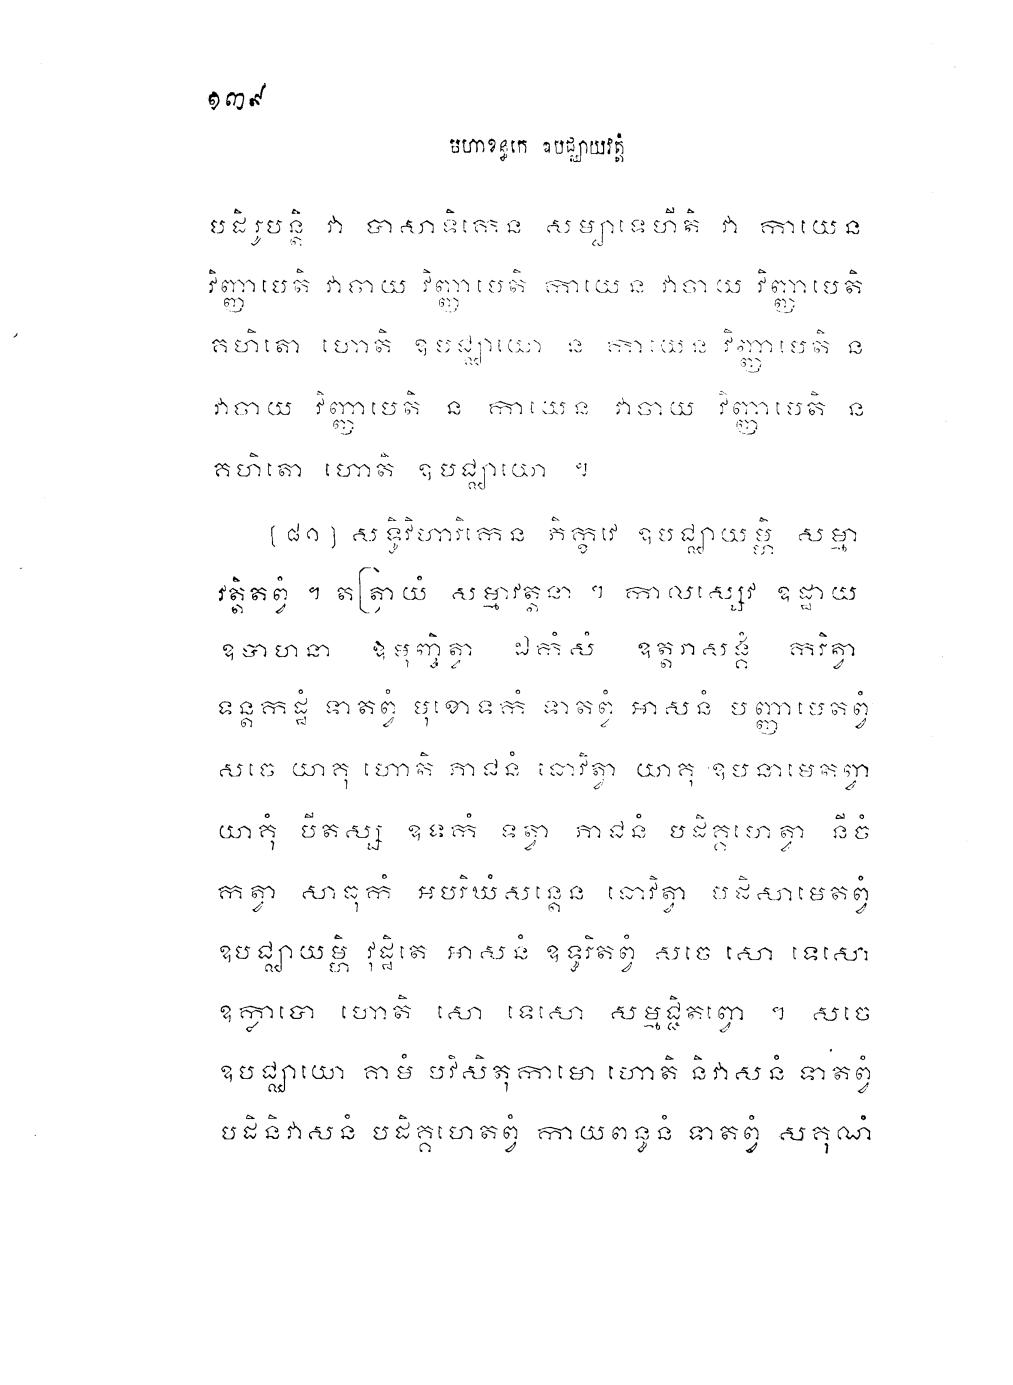 ១៣៩
មហាខន្ធកេ ឧបជ្ឈាយវត្តំ
បដិរូបន្តិ វា បាសាទិកេន សម្បាទេហីតិ វា កាយេន
វិញ្ញាបេតិ វាចាយ វិញ្ញាបេតិ កាយេន វាចាយ វិញ្ញាបេតិ
គហិតោ ហោតិ ឧបជ្ឈាយោ ន កាយេន វិញ្ញាបេតិ ន
វាចាយ វិញ្ញាបេតិ ន កាយេន វាចាយ វិញ្ញាបេតិ ន
គហិតោ ហោតិ ឧបជ្ឈាយោ ។
[៨១] សទ្ធិវិហារិកេន ភិក្ខវេ ឧបជ្ឈាយម្ហិ សម្មា
វត្តិតព្វំ ។ តត្រាយំ សម្មាវត្តនា ។ កាលស្សេវ ឧដ្ឋាយ
ឧបាហនា ឱមុញ្ចិត្វា ឯកំសំ ឧត្តរាសង្គំ ករិត្វា
ទន្តកដ្ឋំ ទាតព្វំ មុខោទកំ ទាតព្វំ អាសនំ បញ្ញាបេតព្វំ
សចេ យាគុ ហោតិ ភាជនំ ធោវិត្វា យាគុ ឧបនាមេតព្វា
យាគុំ បីតស្ស ឧទកំ ទត្វា ភាជនំ បដិគ្គហេត្វា នីចំ
កត្វា សាធុកំ អបរិឃំសន្តេន ធោវិត្វា បដិសាមេតព្វំ
ឧបជ្ឈាយម្ហិ វុដ្ឋិតេ អាសនំ ឧទ្ធរិតព្វំ សចេ សោ ទេសោ
ឧក្លាបោ ហោតិ សោ ទេសោ សម្មជ្ជិតព្វោ ។ សចេ
ឧបជ្ឈាយោ គាមំ បវិសិតុកាមោ ហោតិ និវាសនំ ទាតព្វំ
បដិនិវាសនំ បដិគ្គហេតព្វំ កាយពន្ធនំ ទាតព្វំ សគុណំ